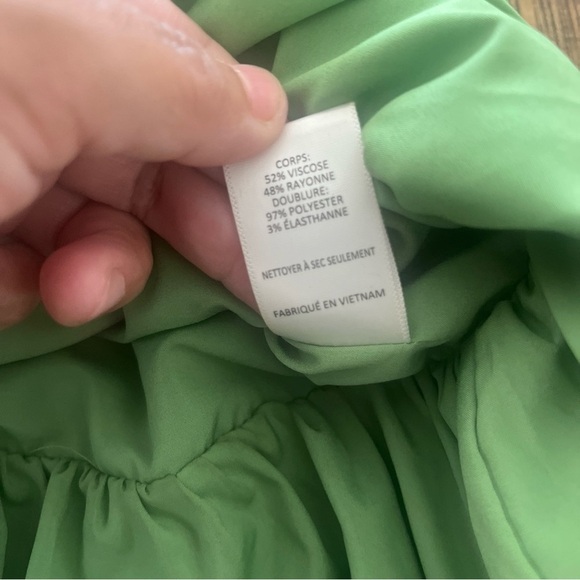 CORPS:
52% VISCOSE
48% RAYONNE
DOUBLURE:
97% POLYESTER
3% ÉLASTHANNE
NETTOYER À SEC SEULEMENT
FABRIQUÉ EN VIETNAM